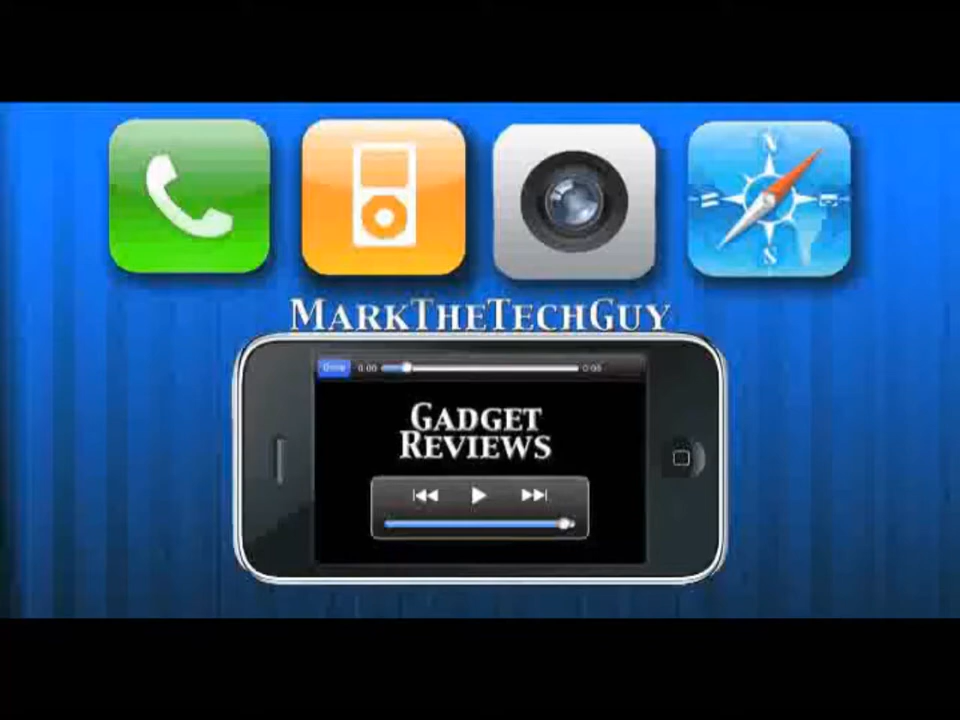 N
S
MARKTHETECHGUY
Done 0:00 0:00
GADGET
REVIEWS